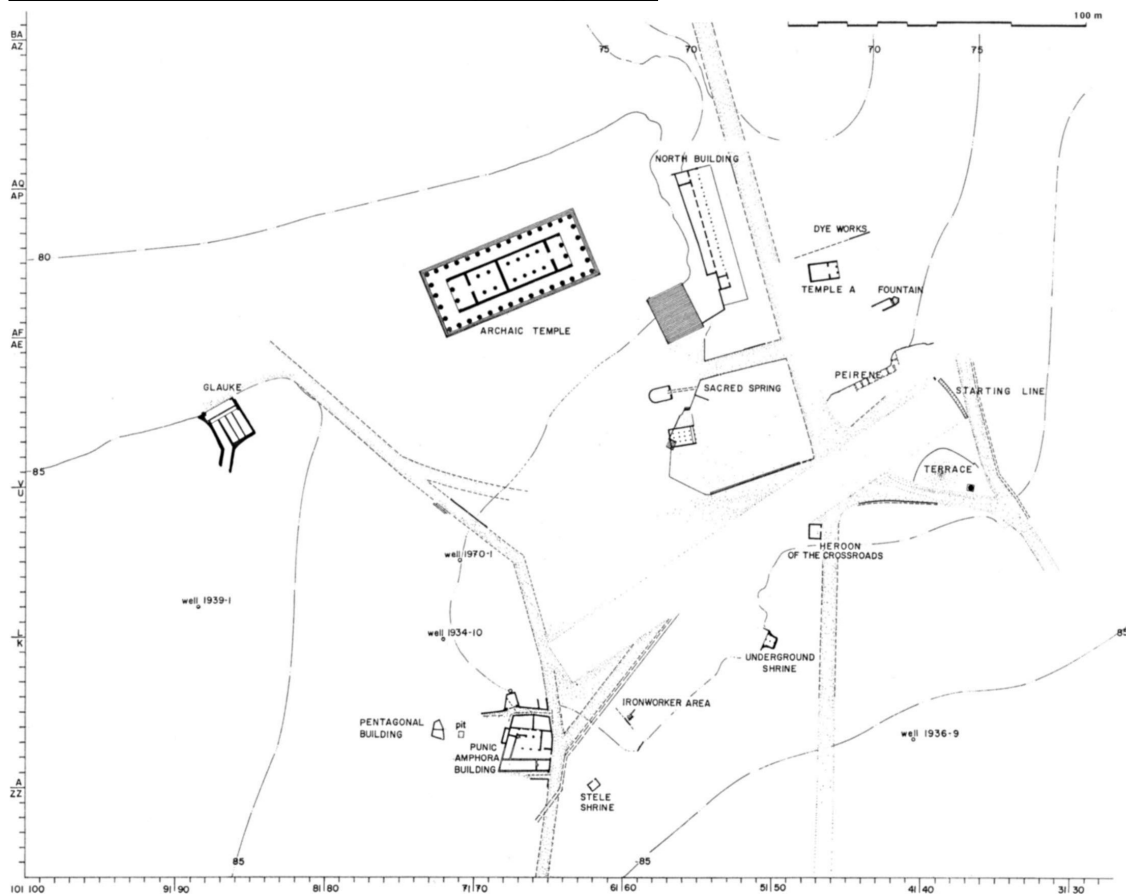 100 m
BA
AZ
75
70
70
75
NORTH BUILDING
AQ
AP
DYE WORKS
80
TEMPLE A
FOUNTAIN
ARCHAIC TEMPLE
AF
AE
PEIRENE
GLAUKE
SACRED SPRING
STARTING LINE
85
TERRACE
V
U
HEROON
OF THE CROSSROADS
well 1970-1
well 1939-1
well 1934-10
L
K
85
UNDERGROUND
SHRINE
IRONWORKER AREA
PENTAGONAL
BUILDING
pit
PUNIC
AMPHORA
BUILDING
well 1936-9
A
ZZ
STELE
SHRINE
85
85
101 100
91 90
81 80
71 70
61 60
51 50
41 40
31 30